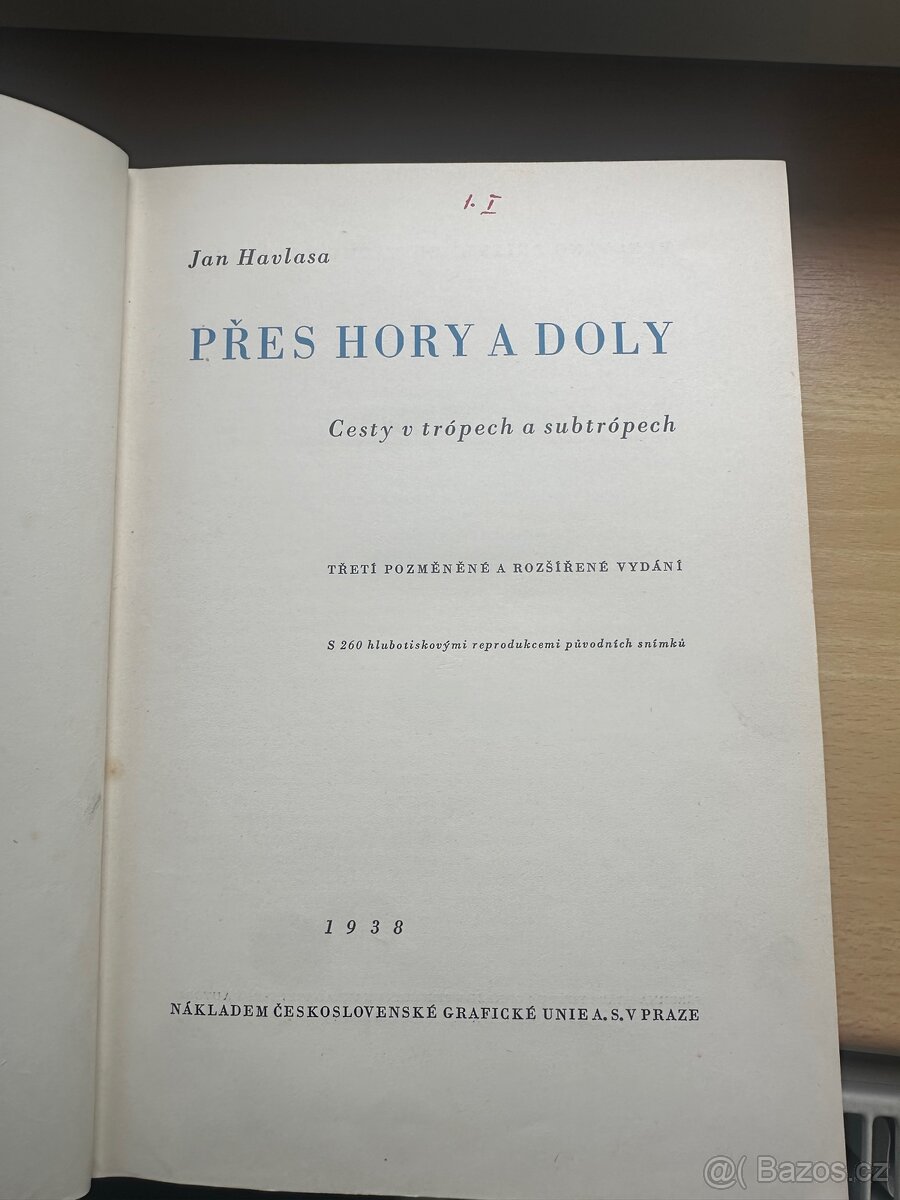 1. I
Jan Havlasa
PŘES HORY A DOLY
Cesty v trópech a subtrópech
TŘETÍ POZMĚNĚNÉ A ROZŠÍŘENÉ VYDÁNÍ
S 260 hlubotiskovými reprodukcemi původních snímků
1938
NÁKLADEM ČESKOSLOVENSKÉ GRAFICKÉ UNIE A. S. V PRAZE
@( Bazos.cz